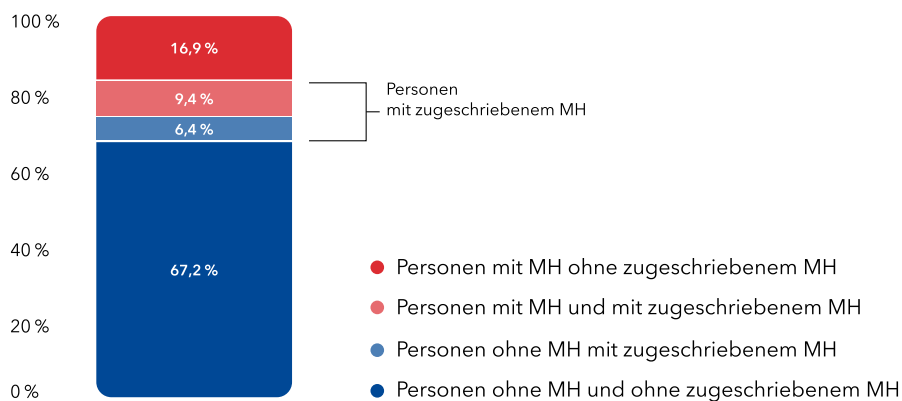 100 %
16,9 %
80 %
9,4 %
Personen
mit zugeschriebenem MH
6,4 %
60 %
40 %
67,2 %
Personen mit MH ohne zugeschriebenem MH
Personen mit MH und mit zugeschriebenem MH
20 %
Personen ohne MH mit zugeschriebenem MH
0 %
Personen ohne MH und ohne zugeschriebenem MH